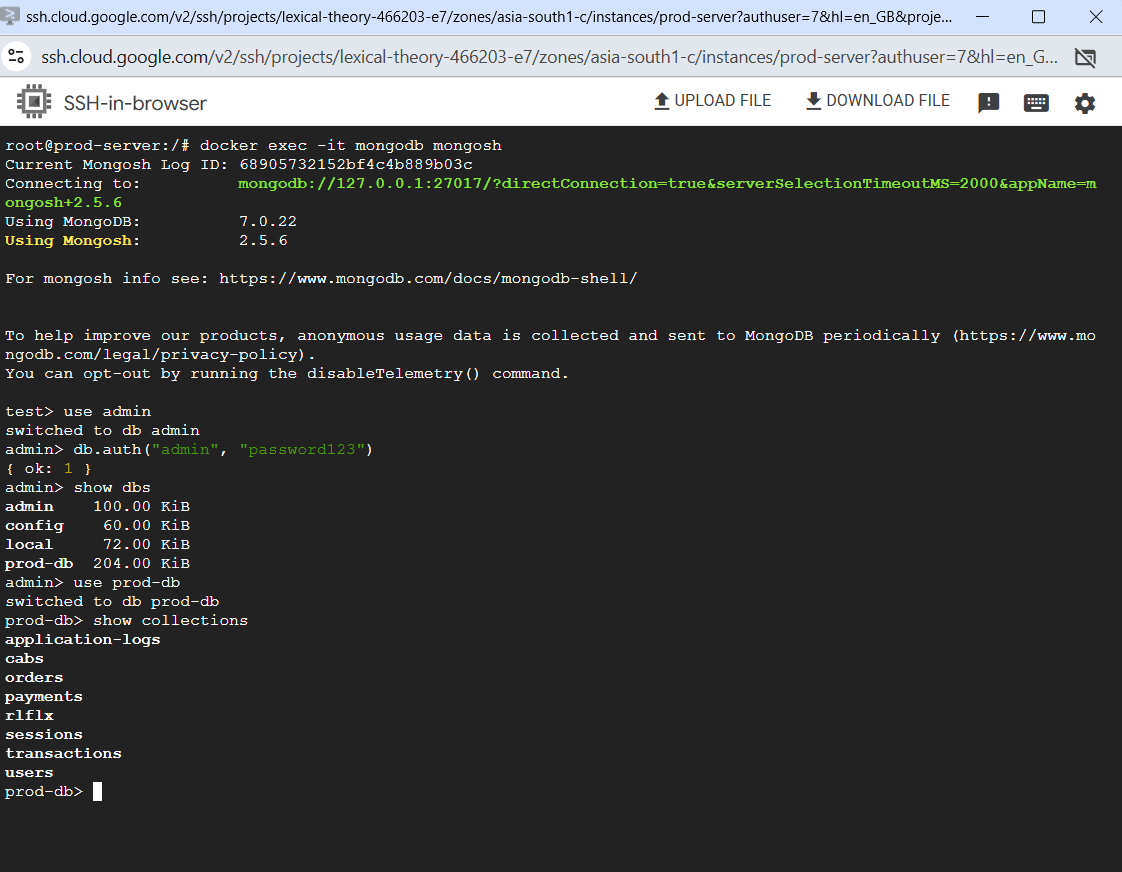 ssh.cloud.google.com/v2/ssh/projects/lexical-theory-466203-e7/zones/asia-south1-c/instances/prod-server?authuser=7&hl=en_GB&proje...
ssh.cloud.google.com/v2/ssh/projects/lexical-theory-466203-e7/zones/asia-south1-c/instances/prod-server?authuser=7&hl=en_G...
SSH-in-browser
UPLOAD FILE
DOWNLOAD FILE
root@prod-server:/# docker exec -it mongodb mongosh
Current Mongosh Log ID: 68905732152bf4c4b889b03c
Connecting to: mongodb://127.0.0.1:27017/?directConnection=true&serverSelectionTimeoutMS=2000&appName=m
ongosh+2.5.6
Using MongoDB: 7.0.22
Using Mongosh: 2.5.6
For mongosh info see: https://www.mongodb.com/docs/mongodb-shell/
To help improve our products, anonymous usage data is collected and sent to MongoDB periodically (https://www.mo
ngodb.com/legal/privacy-policy).
You can opt-out by running the disableTelemetry() command.
test> use admin
switched to db admin
admin> db.auth("admin", "password123")
{ ok: 1 }
admin> show dbs
admin 100.00 KiB
config 60.00 KiB
local 72.00 KiB
prod-db 204.00 KiB
admin> use prod-db
switched to db prod-db
prod-db> show collections
application-logs
cabs
orders
payments
rlflx
sessions
transactions
users
prod-db>